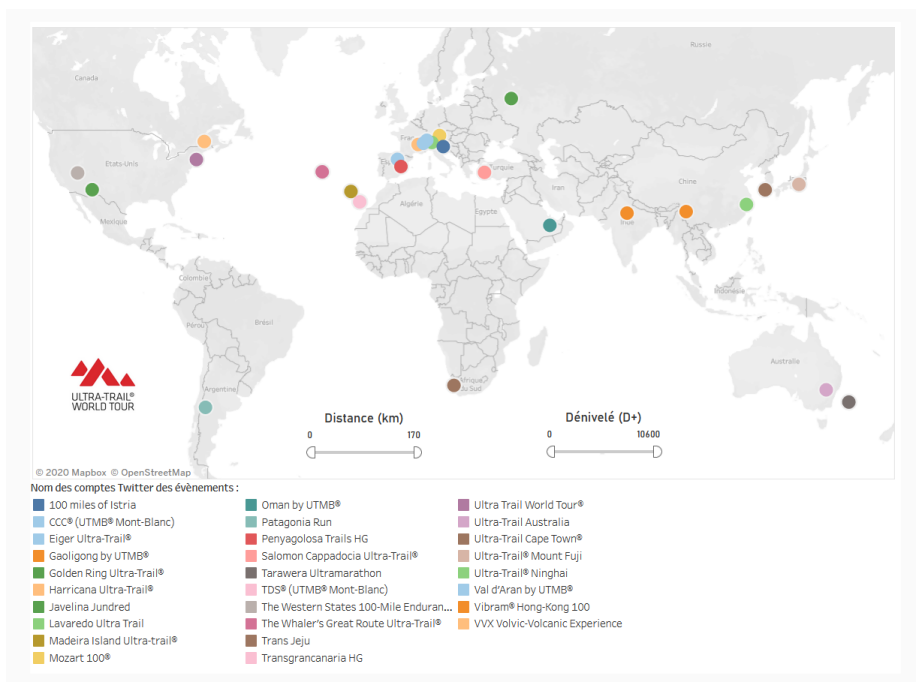 Russie
Canada
France
Etats-Unis
Turquie
Chine
Iran
Algérie
Egypte
Mexique
Colombie
Indonésie
Pérou
Brésil
Australia
Argentine
Afrique
du Sud
ULTRA-TRAIL®
WORLD TOUR
Distance (km)
0 170
Dénivelé (D+)
0 10600
© 2020 Mapbox © OpenStreetMap
Nom des comptes Twitter des évènements :
100 miles of Istria
CCC® (UTMB® Mont-Blanc)
Eiger Ultra-Trail®
Gaoligong by UTMB®
Golden Ring Ultra-Trail®
Harricana Ultra-Trail®
Javelina Jundred
Lavaredo Ultra Trail
Madeira Island Ultra-trail®
Mozart 100®
Oman by UTMB®
Patagonia Run
Penyagolosa Trails HG
Salomon Cappadocia Ultra-Trail®
Tarawera Ultramarathon
TDS® (UTMB® Mont-Blanc)
The Western States 100-Mile Enduran...
The Whaler's Great Route Ultra-Trail®
Trans Jeju
Transgrancanaria HG
Ultra Trail World Tour®
Ultra-Trail Australia
Ultra-Trail Cape Town®
Ultra-Trail® Mount Fuji
Ultra-Trail® Ninghai
Val d'Aran by UTMB®
Vibram® Hong-Kong 100
VVX Volvic-Volcanic Experience